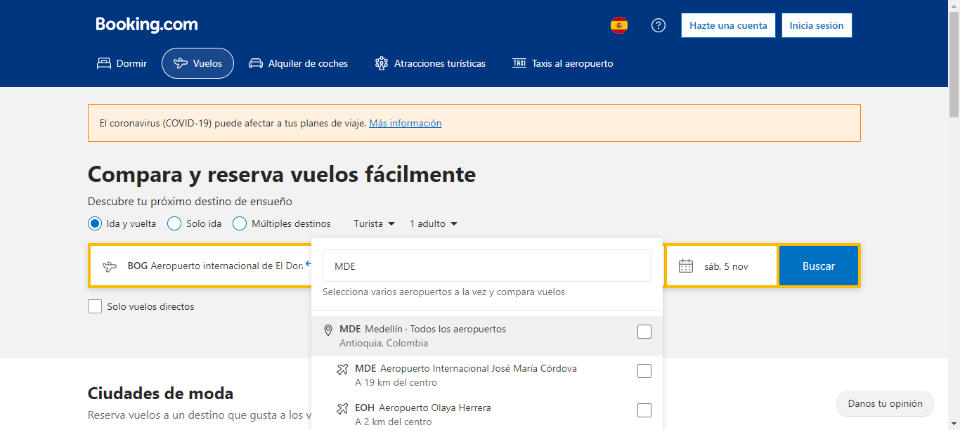 Booking.com
Hazte una cuenta
Inicia sesión
Dormir
Vuelos
Alquiler de coches
Atracciones turísticas
TAXI
Taxis al aeropuerto
El coronavirus (COVID-19) puede afectar a tus planes de viaje. Más información
Compara y reserva vuelos fácilmente
Descubre tu próximo destino de ensueño
Ida y vuelta
Solo ida
Múltiples destinos
Turista
1 adulto
BOG Aeropuerto internacional de El Dor
MDE
sáb. 5 nov
Buscar
Selecciona varios aeropuertos a la vez y compara vuelos
Solo vuelos directos
MDE Medellín · Todos los aeropuertos
Antioquia, Colombia
MDE Aeropuerto Internacional José María Córdova
A 19 km del centro
EOH Aeropuerto Olaya Herrera
A 2 km del centro
Ciudades de moda
Reserva vuelos a un destino que gusta a los v
Danos tu opinión